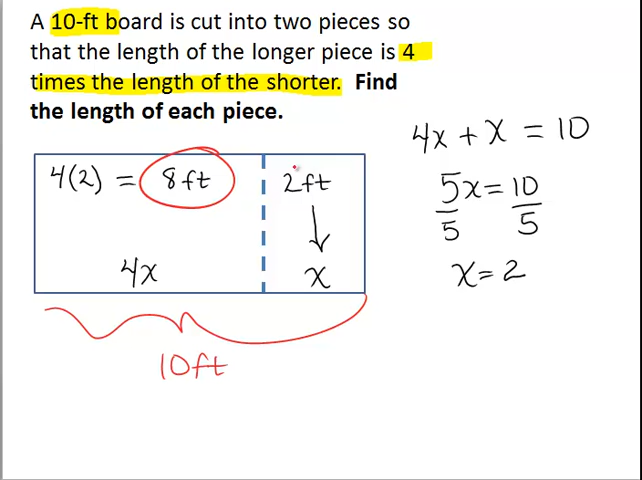 A 10-ft board is cut into two pieces so
that the length of the longer piece is 4
times the length of the shorter. Find
the length of each piece.
4x + x = 10
4(2) = 8ft 2ft
5x = 10
5 5
4x x
x = 2
10ft